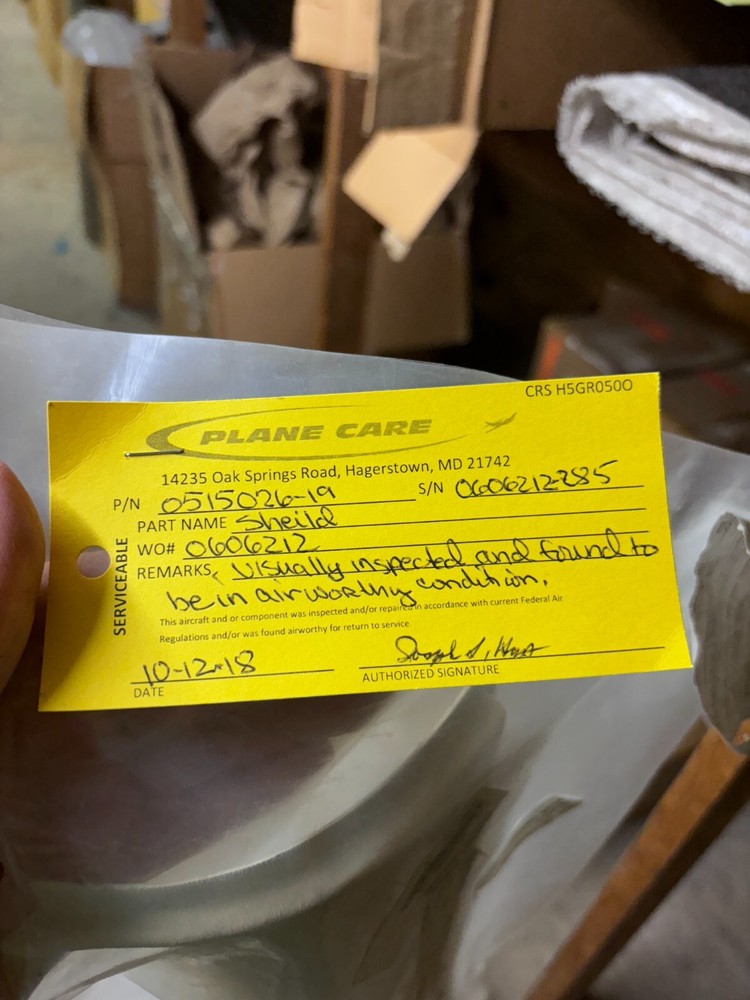 CRS H5GR050O
PLANE CARE
14235 Oak Springs Road, Hagerstown, MD 21742
P/N 0515026-19 S/N 0606212-285
PART NAME Sheild
WO# 0606212
REMARKS Visually inspected and found to
be in airworthy condition.
This aircraft and or component was inspected and/or repaired in accordance with current Federal Air
Regulations and/or was found airworthy for return to service.
10-12-18
DATE
AUTHORIZED SIGNATURE
SERVICEABLE